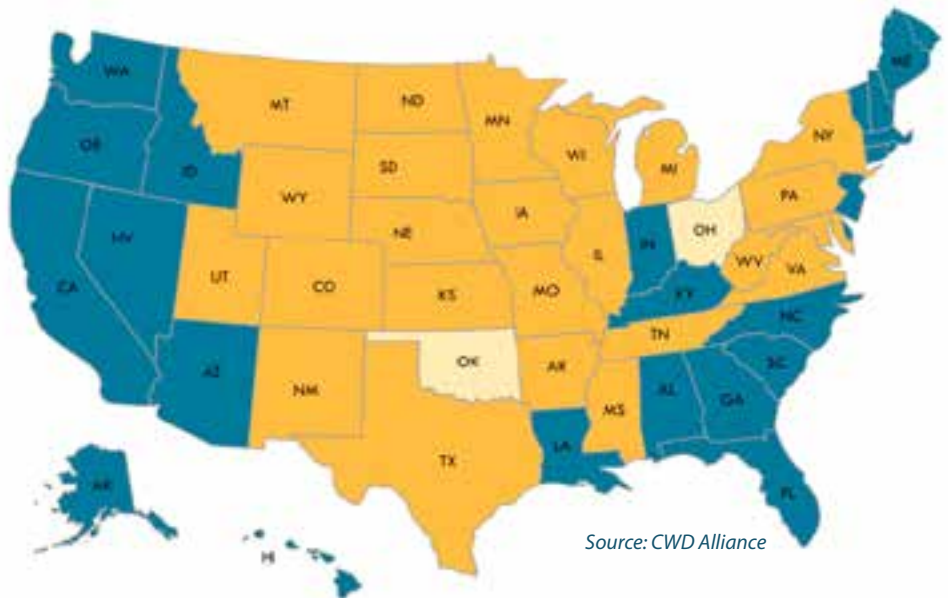 WA
ME
MT
ND
MN
OR
ID
SD
WI
MI
NY
WY
IA
PA
NV
NE
IL
IN
OH
CA
UT
CO
KS
MO
WV
VA
KY
AZ
NM
OK
AR
TN
NC
SC
TX
LA
MS
AL
GA
FL
AK
HI
Source: CWD Alliance